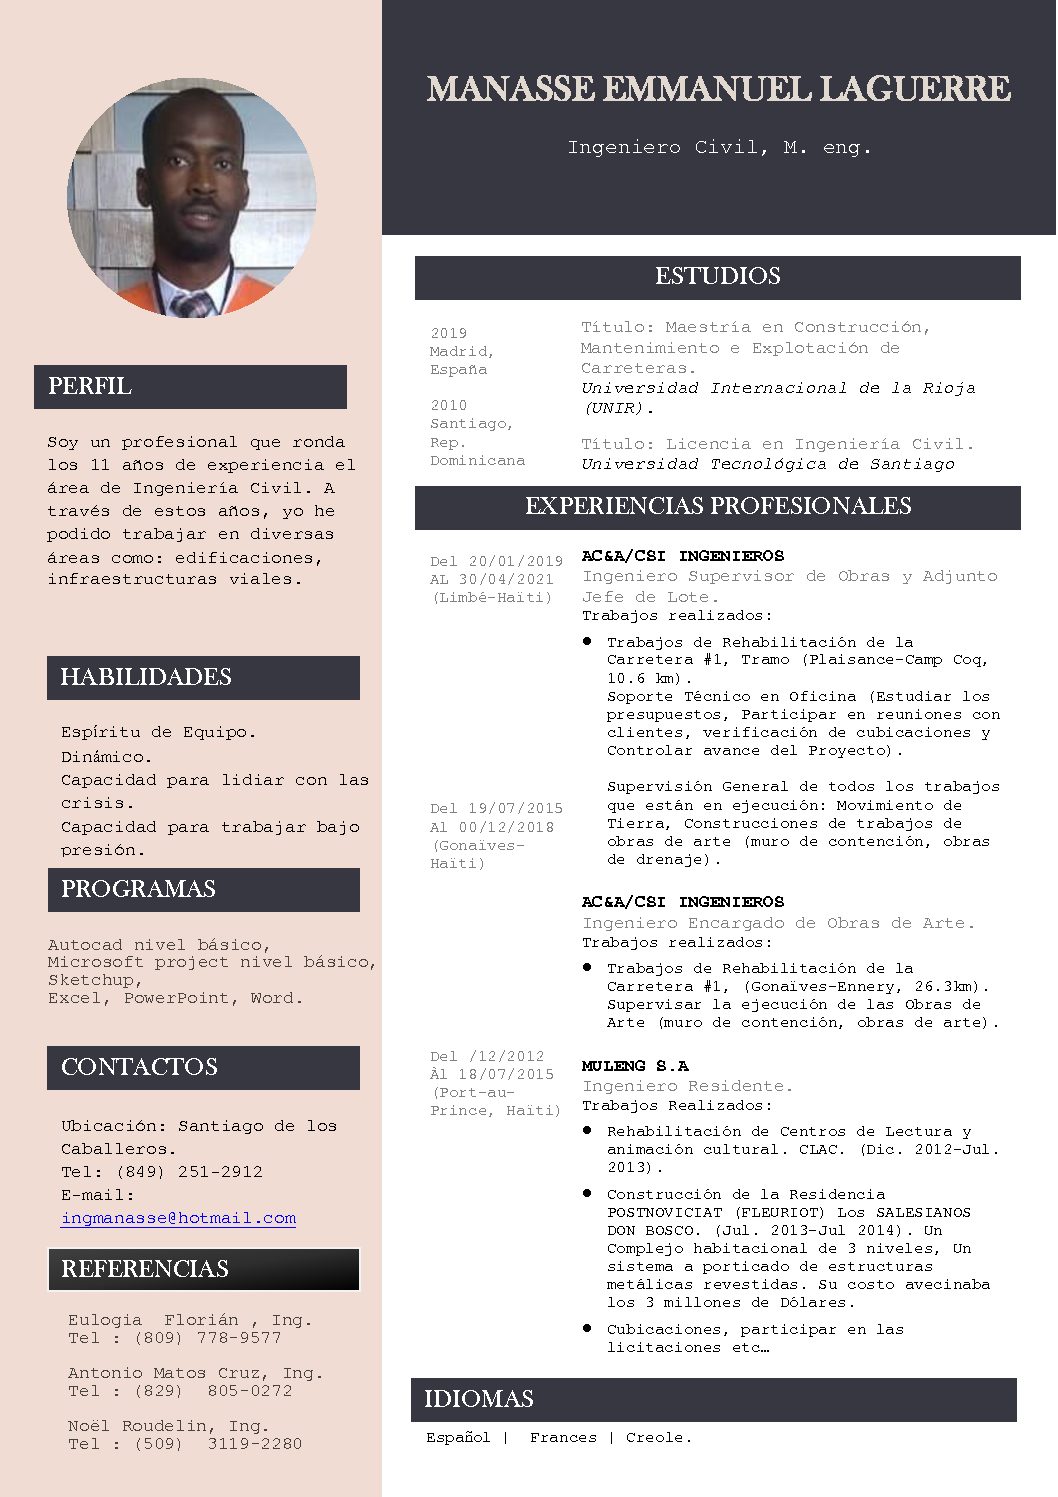 MANASSE EMMANUEL LAGUERRE
Ingeniero Civil, M. eng.
PERFIL
Soy un profesional que ronda
los 11 años de experiencia el
área de Ingeniería Civil. A
través de estos años, yo he
podido trabajar en diversas
áreas como: edificaciones,
infraestructuras viales.
HABILIDADES
Espíritu de Equipo.
Dinámico.
Capacidad para lidiar con las
crisis.
Capacidad para trabajar bajo
presión.
PROGRAMAS
Autocad nivel básico,
Microsoft project nivel básico,
Sketchup,
Excel, PowerPoint, Word.
CONTACTOS
Ubicación: Santiago de los
Caballeros.
Tel: (849) 251-2912
E-mail:
ingmanasse@hotmail.com
REFERENCIAS
Eulogia  Florián , Ing.
Tel : (809) 778-9577
Antonio Matos Cruz, Ing.
Tel : (829)  805-0272
Noël Roudelin, Ing.
Tel : (509)  3119-2280
ESTUDIOS
2019
Madrid,
España
Título: Maestría en Construcción,
Mantenimiento e Explotación de
Carreteras.
Universidad Internacional de la Rioja
(UNIR).
2010
Santiago,
Rep.
Dominicana
Título: Licencia en Ingeniería Civil.
Universidad Tecnológica de Santiago
EXPERIENCIAS PROFESIONALES
Del 20/01/2019
AL 30/04/2021
(Limbé-Haïti)
AC&A/CSI INGENIEROS
Ingeniero Supervisor de Obras y Adjunto
Jefe de Lote.
Trabajos realizados:
● Trabajos de Rehabilitación de la
Carretera #1, Tramo (Plaisance-Camp Coq,
10.6 km).
Soporte Técnico en Oficina (Estudiar los
presupuestos, Participar en reuniones con
clientes, verificación de cubicaciones y
Controlar avance del Proyecto).
Supervisión General de todos los trabajos
que están en ejecución: Movimiento de
Tierra, Construcciones de trabajos de
obras de arte (muro de contención, obras
de drenaje).
Del 19/07/2015
Al 00/12/2018
(Gonaïves-
Haïti)
AC&A/CSI INGENIEROS
Ingeniero Encargado de Obras de Arte.
Trabajos realizados:
● Trabajos de Rehabilitación de la
Carretera #1, (Gonaïves-Ennery, 26.3km).
Supervisar la ejecución de las Obras de
Arte (muro de contención, obras de arte).
Del /12/2012
Àl 18/07/2015
(Port-au-
Prince, Haïti)
MULENG S.A
Ingeniero Residente.
Trabajos Realizados:
● Rehabilitación de Centros de Lectura y
animación cultural. CLAC. (Dic. 2012-Jul.
2013).
● Construcción de la Residencia
POSTNOVICIAT (FLEURIOT) Los SALESIANOS
DON BOSCO. (Jul. 2013-Jul 2014). Un
Complejo habitacional de 3 niveles, Un
sistema a porticado de estructuras
metálicas revestidas. Su costo avecinaba
los 3 millones de Dólares.
● Cubicaciones, participar en las
licitaciones etc…
IDIOMAS
Español |  Frances | Creole.